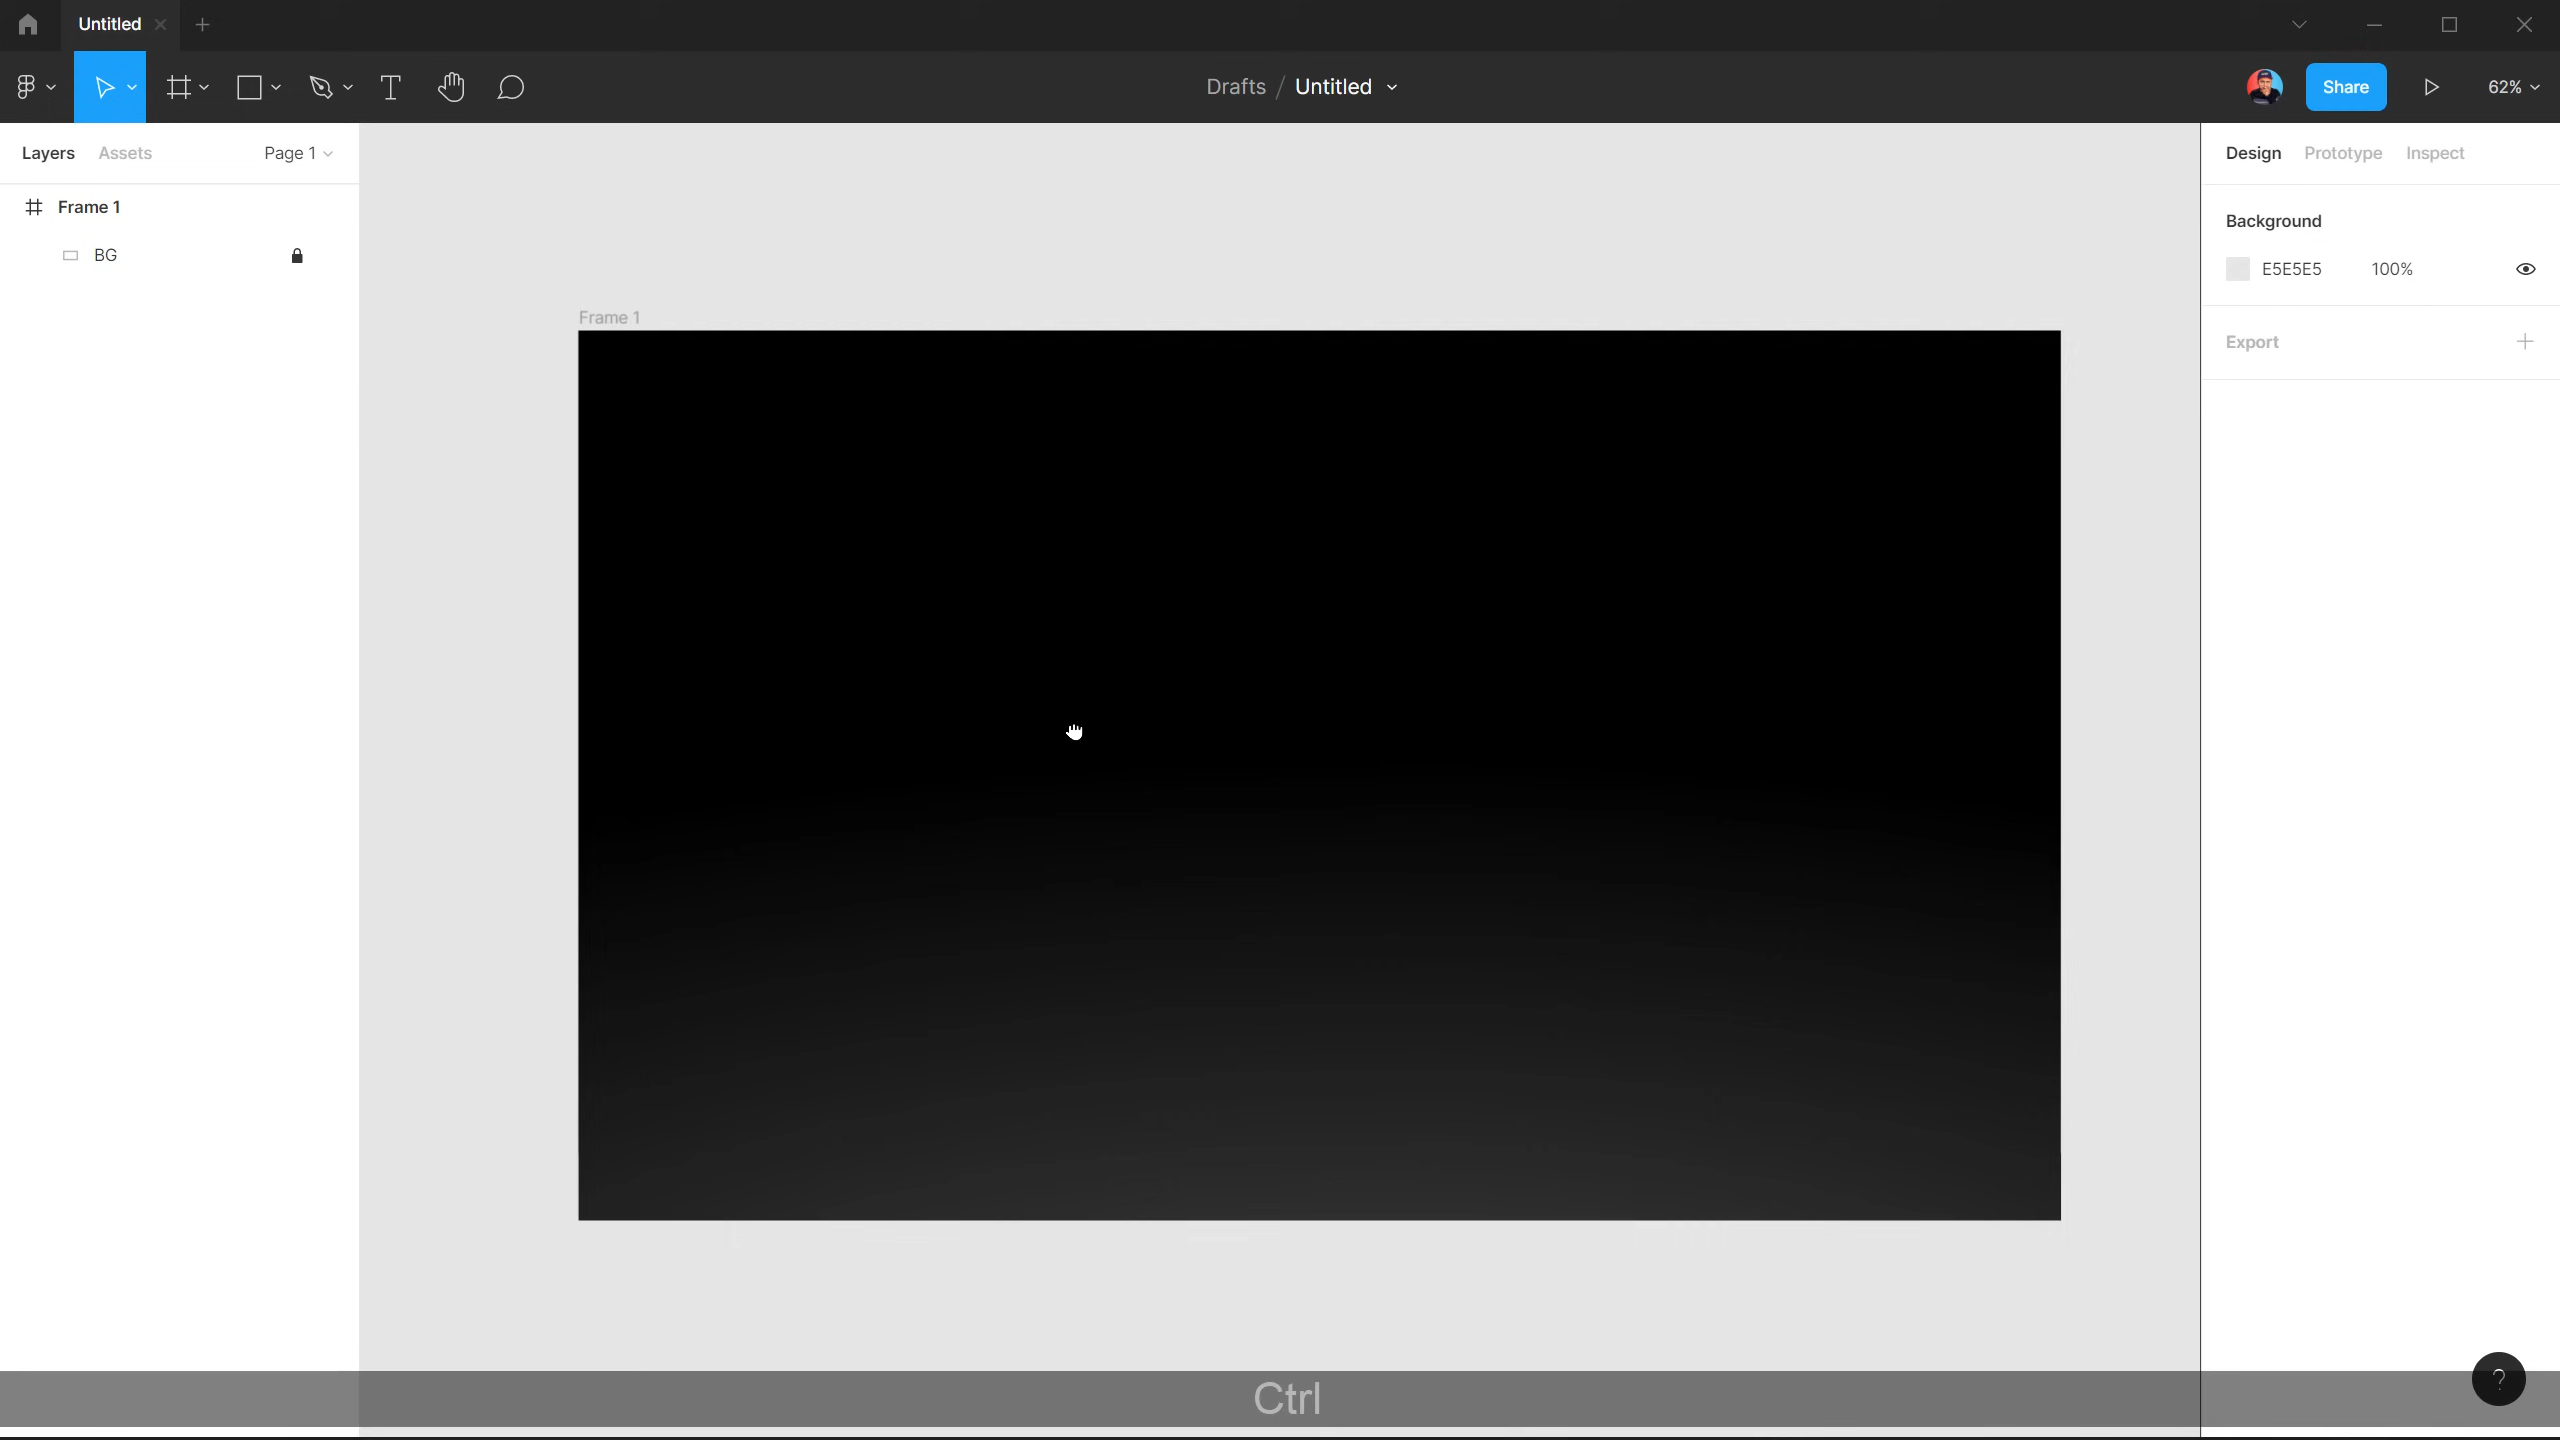 Untitled
Drafts / Untitled
Share
62%
Layers Assets Page 1
Design Prototype Inspect
Frame 1
BG
Background
E5E5E5 100%
Export
Frame 1
?
Ctrl